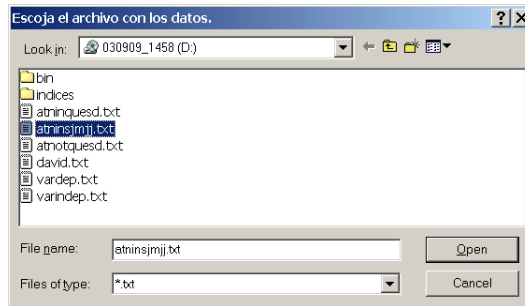 Escoja el archivo con los datos.
Look in: 030909_1458 (D:)
bin
indices
atninquesd.txt
atninsjmjj.txt
atnotquesd.txt
david.txt
vardep.txt
varindep.txt
File name: atninsjmjj.txt Open
Files of type: *.txt Cancel